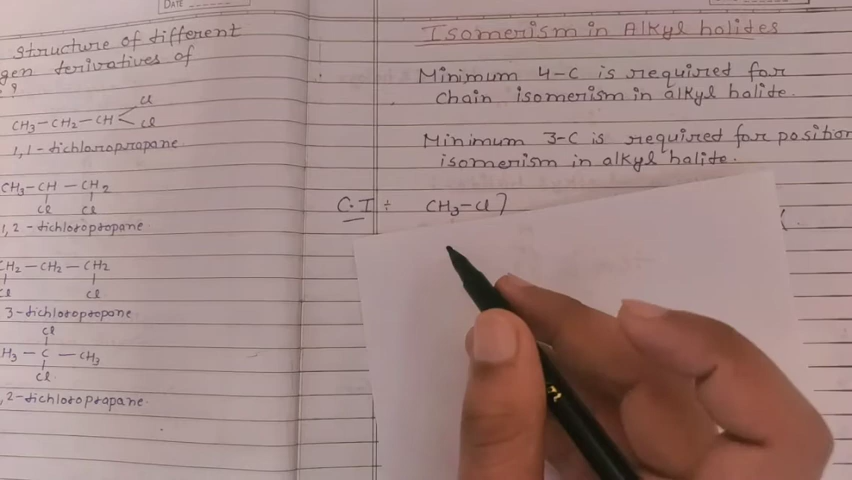 DATE
Structure of different
gen derivatives of
?
Cl
CH3-CH2-CH
Cl
1,1-dichloropropane
CH3-CH-CH2
Cl Cl
1,2-dichloropropane
CH2-CH2-CH2
Cl Cl
3-dichloropropane
Cl
H3-C-CH3
Cl
,2-dichloropropane.
DATE
Isomerism in Alkyl halides
Minimum 4-C is required for
chain isomerism in alkyl halide.
Minimum 3-C is required for position
isomerism in alkyl halide.
C.I ÷ CH3-Cl